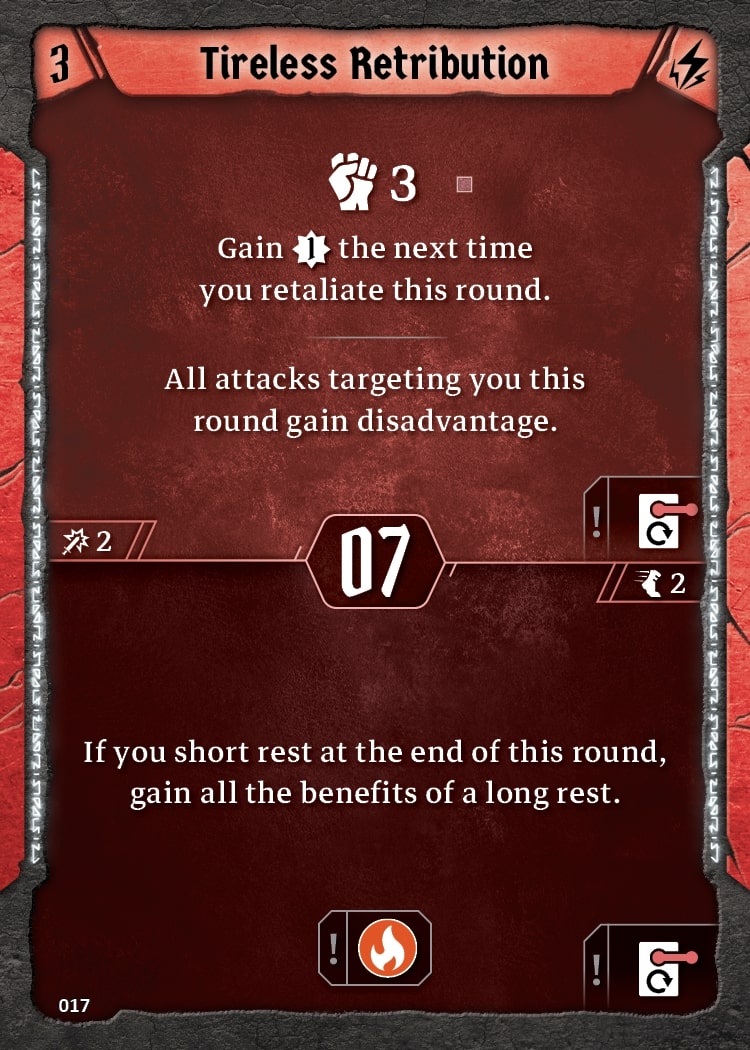 3
Tireless Retribution
3
Gain 1 the next time
you retaliate this round.
All attacks targeting you this
round gain disadvantage.
!
2
07
2
If you short rest at the end of this round,
gain all the benefits of a long rest.
!
!
017